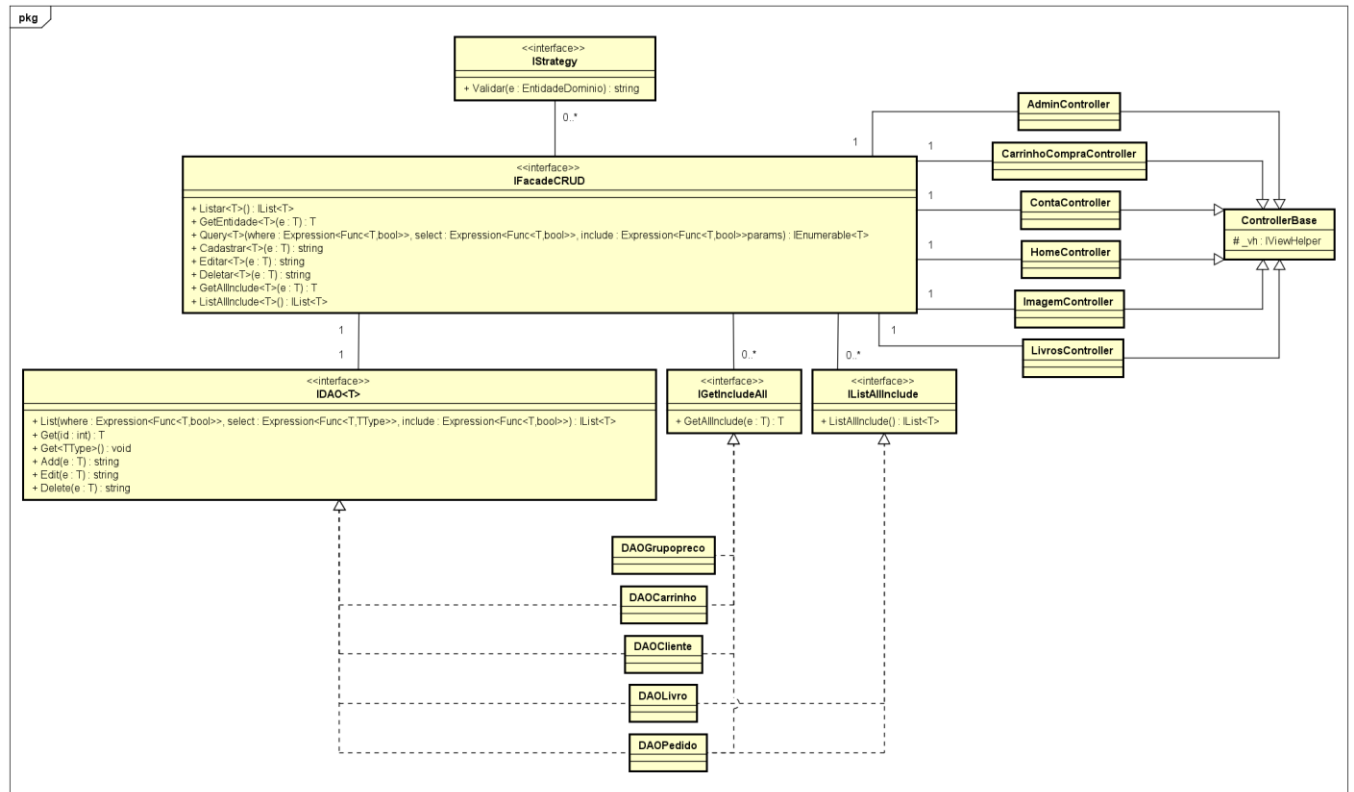 pkg
<<interface>>
IStrategy
+ Validar(e : EntidadeDominio) : string
0..*
<<interface>>
IFacadeCRUD
+ Listar<T>() : IList<T>
+ GetEntidade<T>(e : T) : T
+ Query<T>(where : Expression<Func<T,bool>>, select : Expression<Func<T,bool>>, include : Expression<Func<T,bool>>params) : IEnumerable<T>
+ Cadastrar<T>(e : T) : string
+ Editar<T>(e : T) : string
+ Deletar<T>(e : T) : string
+ GetAllInclude<T>(e : T) : T
+ ListAllInclude<T>() : IList<T>
1
AdminController
1
CarrinhoCompraController
1
ContaController
1
HomeController
1
ImagemController
1
LivrosController
ControllerBase
# _vh : IViewHelper
1
1
0..*
0..*
<<interface>>
IDAO<T>
+ List(where : Expression<Func<T,bool>>, select : Expression<Func<T,TType>>, include : Expression<Func<T,bool>>) : IList<T>
+ Get(id : int) : T
+ Get<TType>() : void
+ Add(e : T) : string
+ Edit(e : T) : string
+ Delete(e : T) : string
<<interface>>
IGetIncludeAll
+ GetAllInclude(e : T) : T
<<interface>>
IListAllInclude
+ ListAllInclude() : IList<T>
DAOGrupopreco
DAOCarrinho
DAOCliente
DAOLivro
DAOPedido